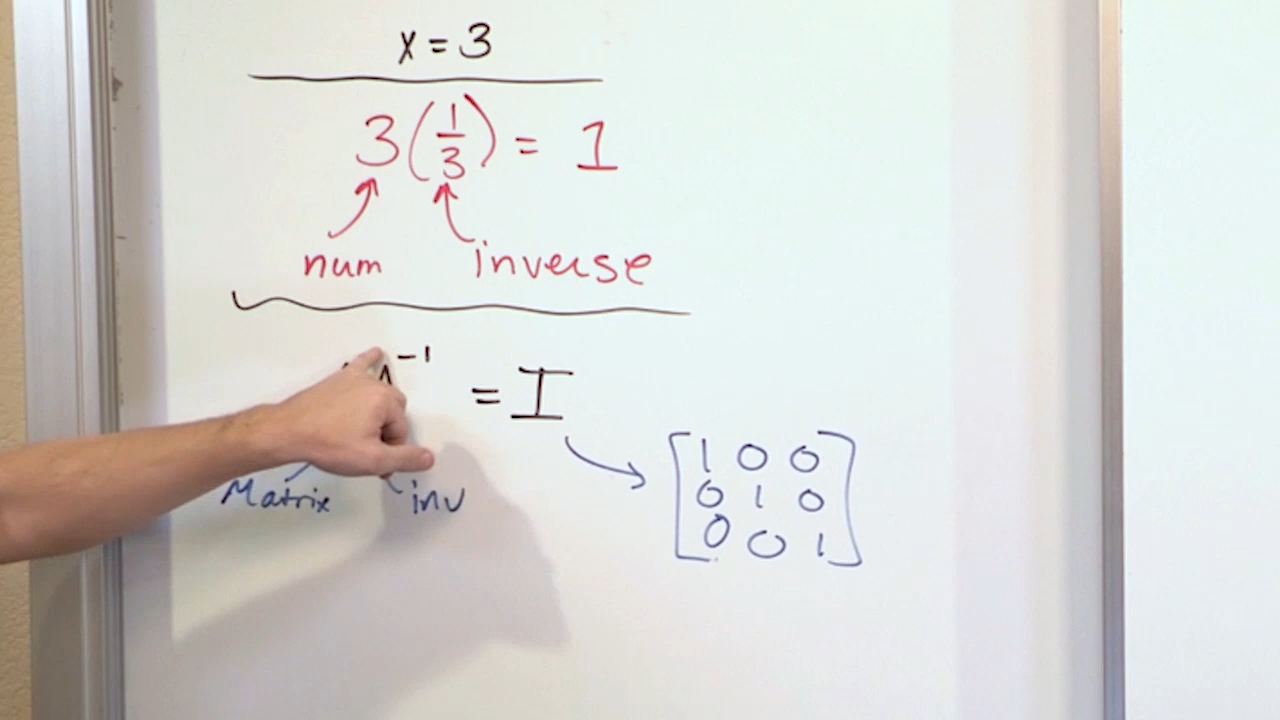 x = 3
3(1/3) = 1
num inverse
A⁻¹ = I
Matrix inv
1 0 0
0 1 0
0 0 1